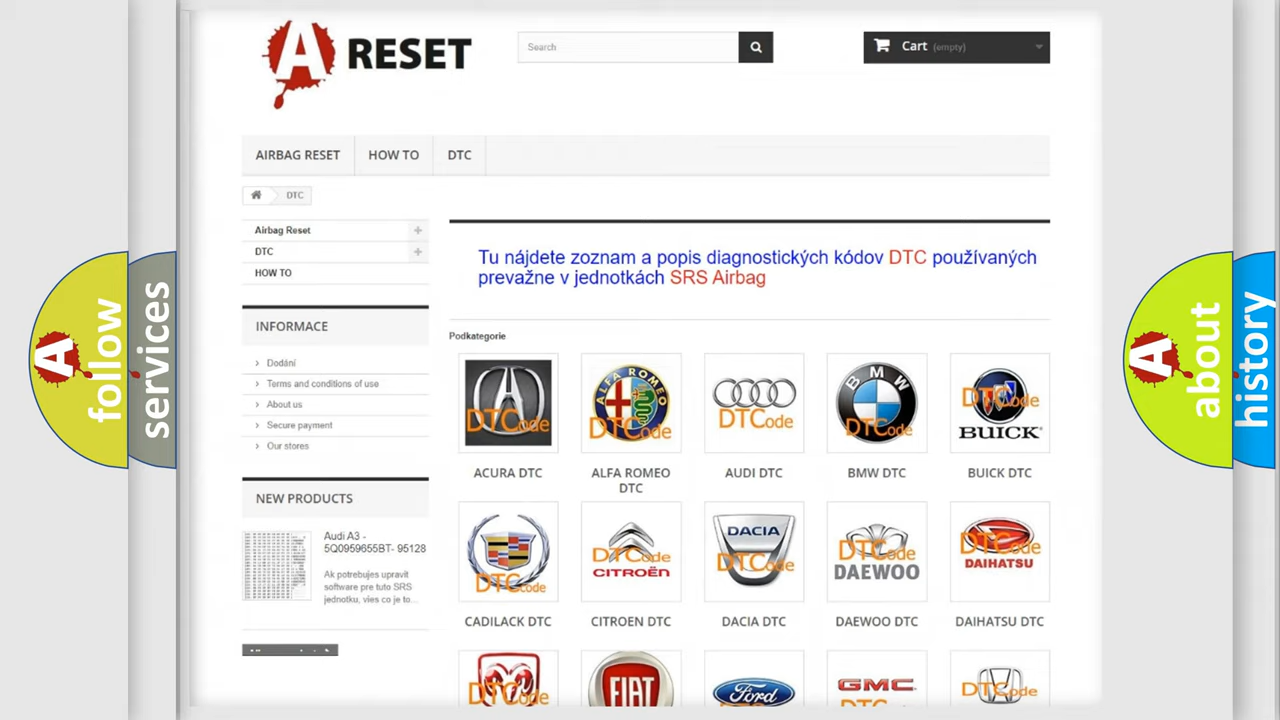 A RESET
Search
Cart (empty)
AIRBAG RESET
HOW TO
DTC
DTC
Airbag Reset
DTC
HOW TO
Tu nájdete zoznam a popis diagnostických kódov DTC používaných
prevažne v jednotkách SRS Airbag
INFORMACE
Dodání
Terms and conditions of use
About us
Secure payment
Our stores
Podkategorie
DTCode
ALFA ROMEO
DTCode
DTCode
BMW
DTCode
DTCode
BUICK
ACURA DTC
ALFA ROMEO
DTC
AUDI DTC
BMW DTC
BUICK DTC
NEW PRODUCTS
Audi A3 -
5Q0959655BT- 95128
Ak potrebujes upravit
software pre tuto SRS
jednotku, vies co je to...
DTCode
DTCode
CITROËN
DACIA
DTCode
DTCode
DAEWOO
DTCode
DAIHATSU
CADILACK DTC
CITROEN DTC
DACIA DTC
DAEWOO DTC
DAIHATSU DTC
DTCode
FIAT
Ford
GMC
DTCode
A follow
services
A about
history